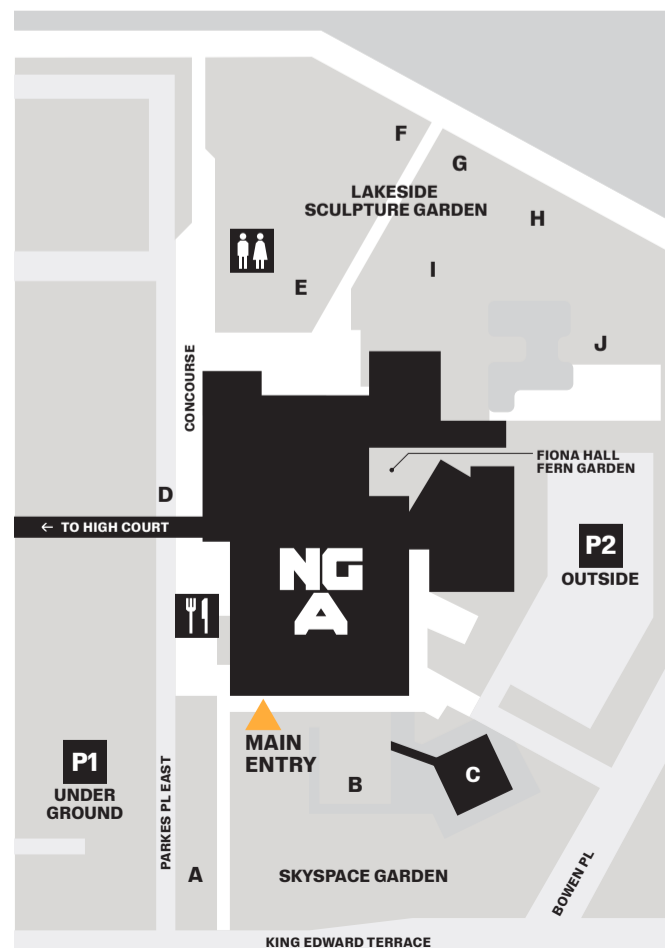 F
G
LAKESIDE
SCULPTURE GARDEN
H
E
I
J
CONCOURSE
FIONA HALL
FERN GARDEN
D
← TO HIGH COURT
P2
OUTSIDE
NG
A
MAIN
ENTRY
P1
UNDER
GROUND
B
C
PARKES PL EAST
A
SKYSPACE GARDEN
BOWEN PL
KING EDWARD TERRACE